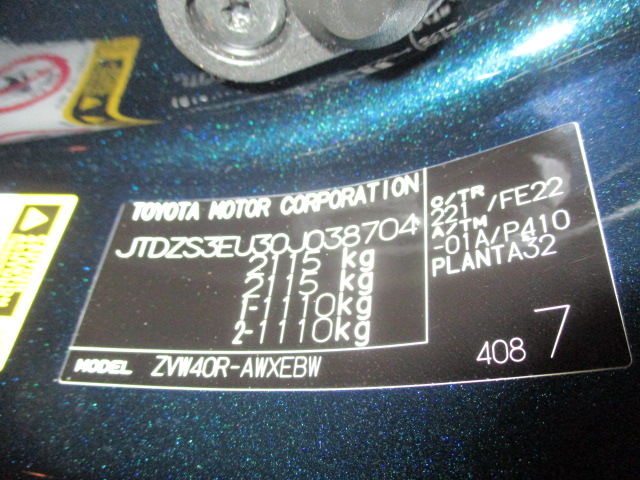 TOYOTA MOTOR CORPORATION
JTDZS3EU30J038704
2115 kg
2115 kg
1-1110kg
2-1110kg
MODEL ZVW40R-AWXEBW
C/TR
221 /FE22
A/TM
-01A/P410
PLANTA32
408 7